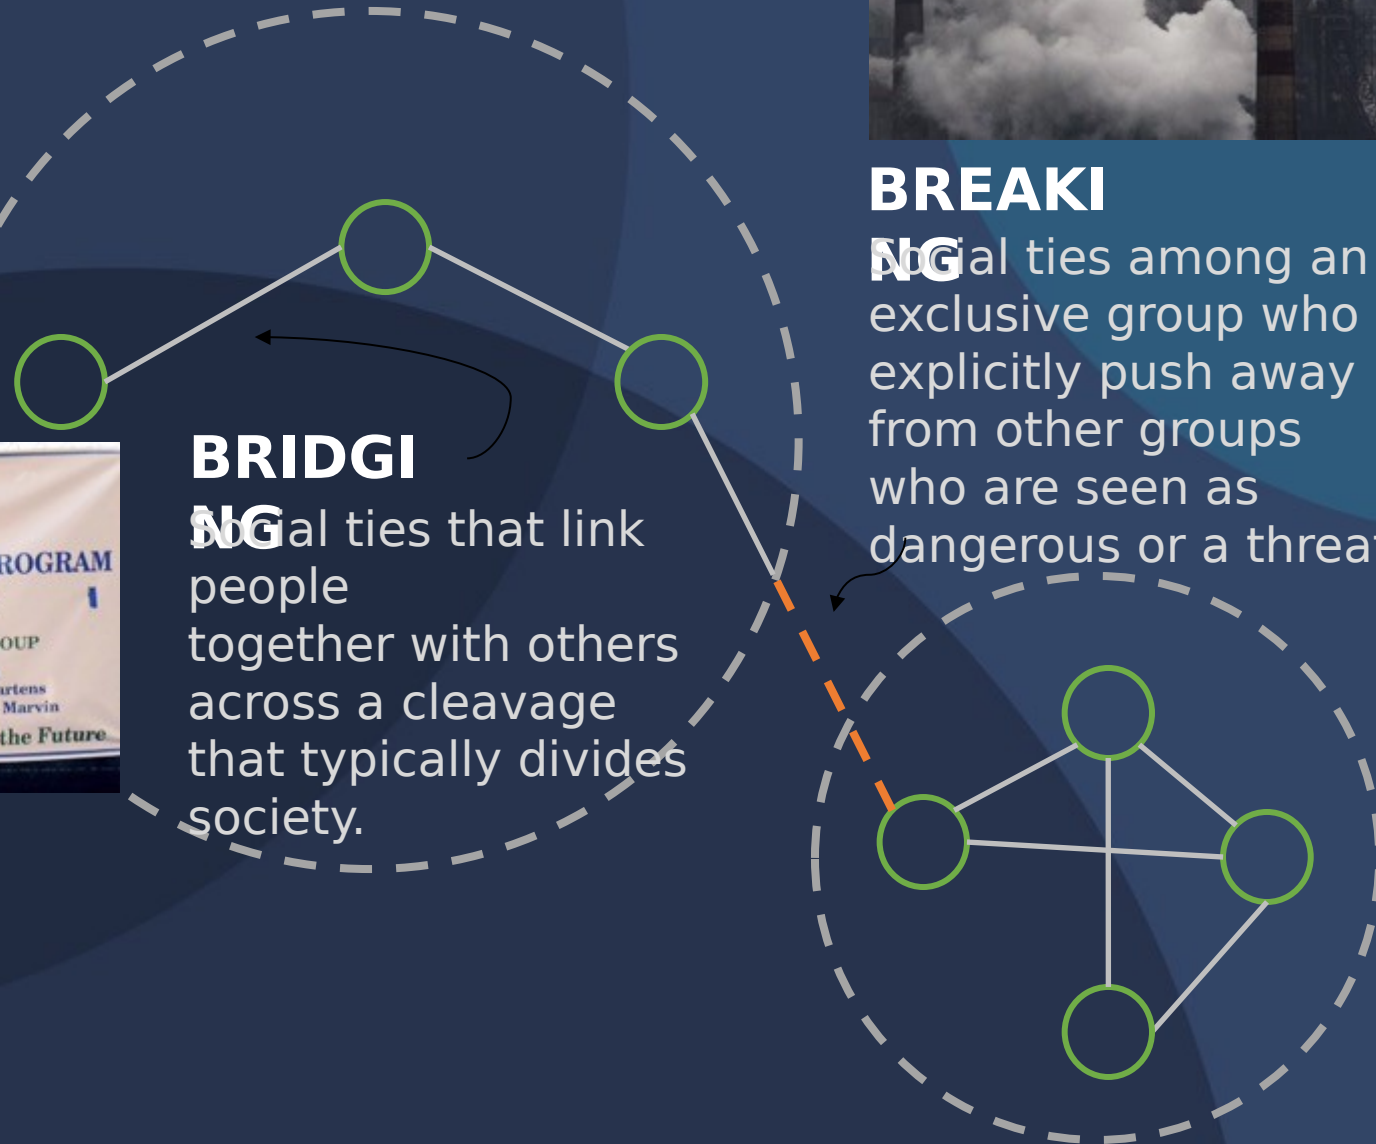 BREAKI
NG
Social ties among an
exclusive group who
explicitly push away
from other groups
who are seen as
dangerous or a threat
BRIDGI
NG
Social ties that link
people
together with others
across a cleavage
that typically divides
society.
ROGRAM
OUP
artens
Marvin
the Future